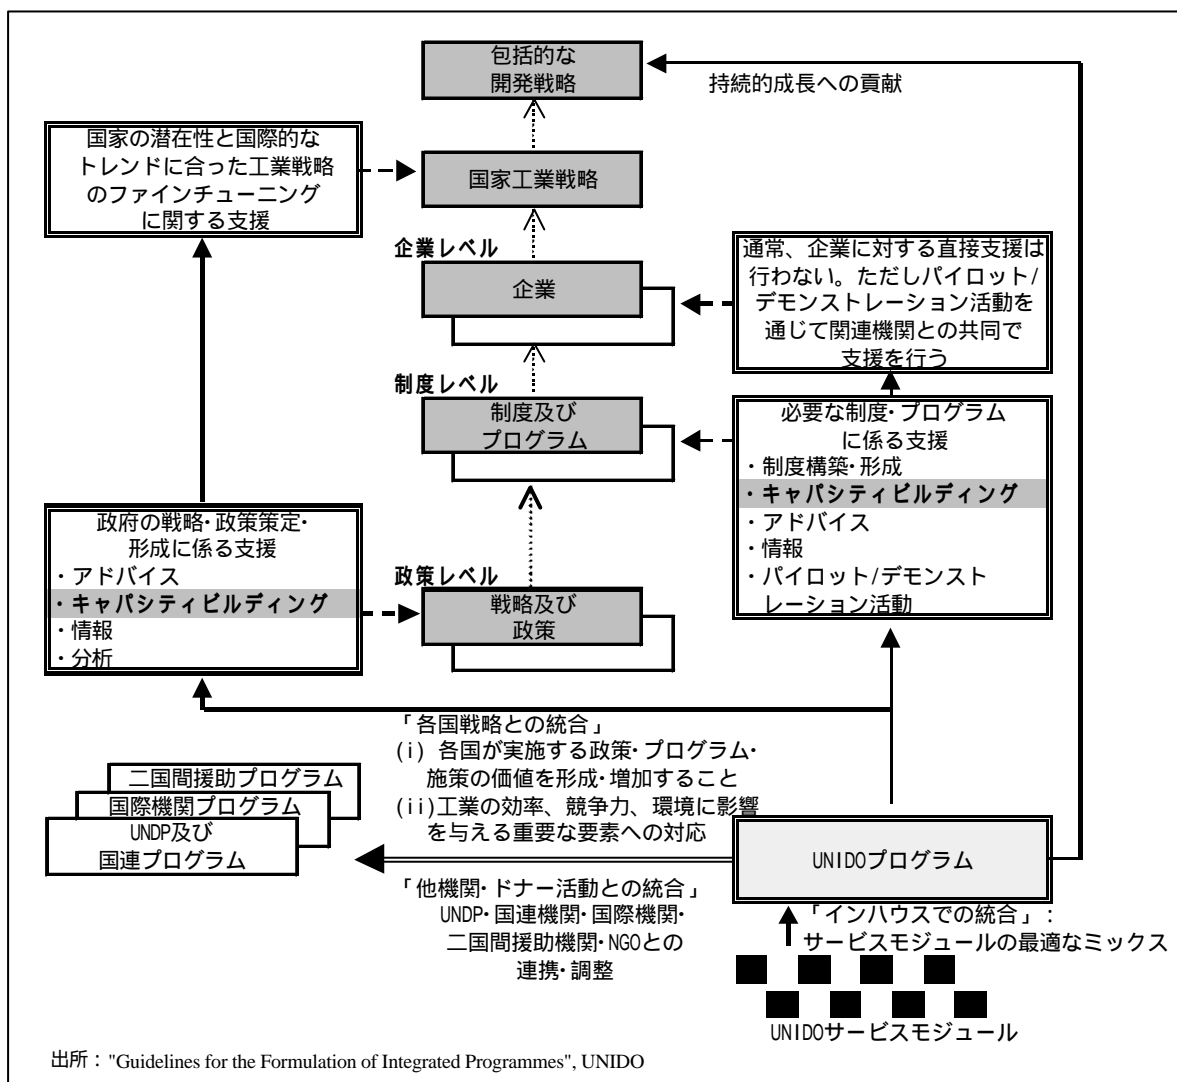 包括的な
開発戦略
持続的成長への貢献
国家の潜在性と国際的な
トレンドに合った工業戦略
のファインチューニング
に関する支援
国家工業戦略
企業レベル
企業
通常、企業に対する直接支援は
行わない。ただしパイロット/
デモンストレーション活動を
通じて関連機関との共同で
支援を行う
制度レベル
制度及び
プログラム
必要な制度・プログラム
に係る支援
・制度構築・形成
・キャパシティビルディング
・アドバイス
・情報
・パイロット/デモンスト
レーション活動
政府の戦略・政策策定・
形成に係る支援
・アドバイス
・キャパシティビルディング
・情報
・分析
政策レベル
戦略及び
政策
「各国戦略との統合」
(i) 各国が実施する政策・プログラム・
施策の価値を形成・増加すること
(ii)工業の効率、競争力、環境に影響
を与える重要な要素への対応
二国間援助プログラム
国際機関プログラム
UNDP及び
国連プログラム
UNIDOプログラム
「他機関・ドナー活動との統合」
UNDP・国連機関・国際機関・
二国間援助機関・NGOとの
連携・調整
「インハウスでの統合」:
サービスモジュールの最適なミックス
UNIDOサービスモジュール
出所："Guidelines for the Formulation of Integrated Programmes", UNIDO